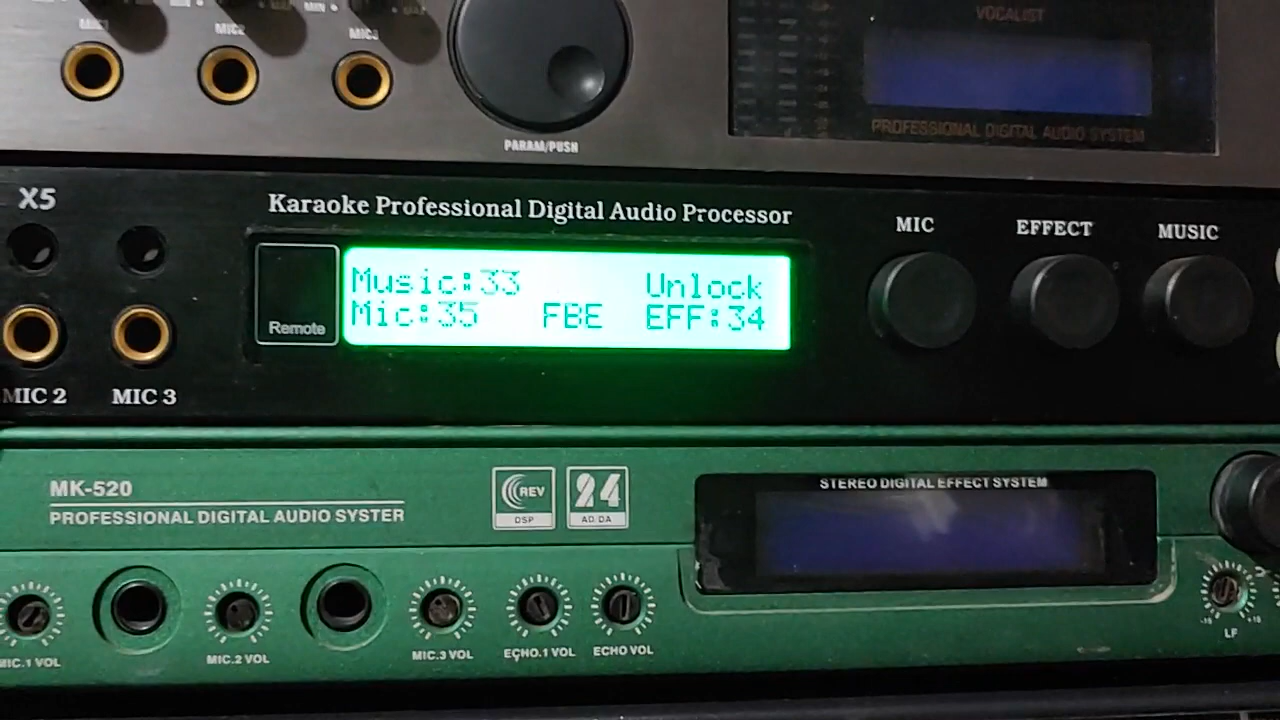 MIN
MIN
MIC2
MIC3
VOCALIST
PARAM/PUSH
PROFESSIONAL DIGITAL AUDIO SYSTEM
X5
Karaoke Professional Digital Audio Processor
MIC
EFFECT
MUSIC
Music:33 Unlock
Mic:35 FBE EFF:34
Remote
MIC 2
MIC 3
MK-520
PROFESSIONAL DIGITAL AUDIO SYSTER
REV
DSP
24
AD/DA
STEREO DIGITAL EFFECT SYSTEM
MIC.1 VOL
MIC.2 VOL
MIC.3 VOL
ECHO.1 VOL
ECHO VOL
LF